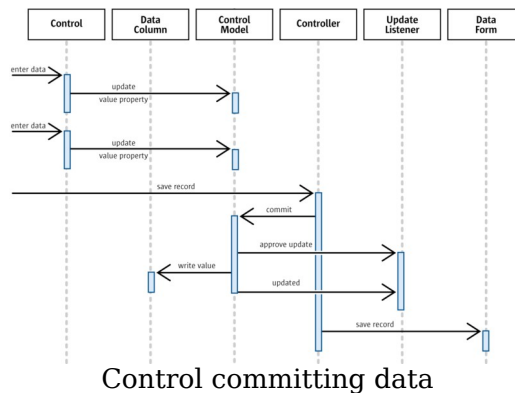 Control
Data
Column
Control
Model
Controller
Update
Listener
Data
Form
enter data
update
value property
enter data
update
value property
save record
commit
approve update
write value
updated
save record
Control committing data